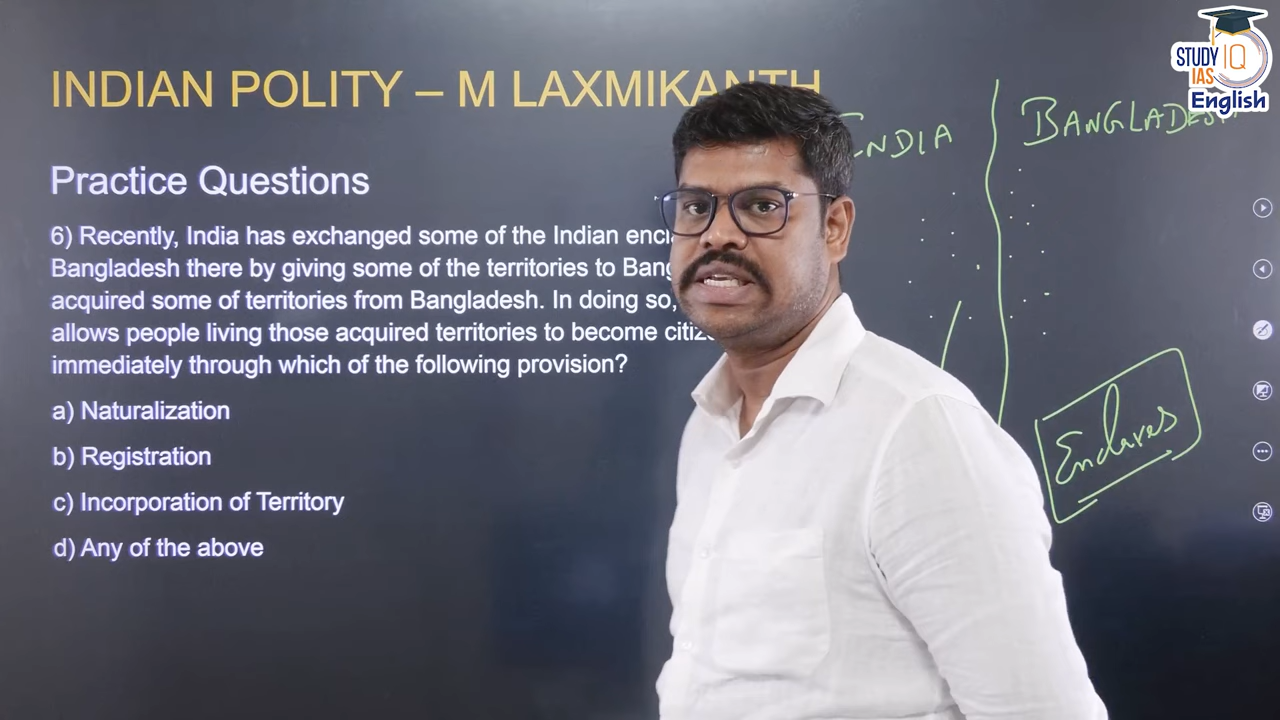 INDIAN POLITY – M LAXMIKANTH
Practice Questions
6) Recently, India has exchanged some of the Indian
Bangladesh there by giving some of the territories to
acquired some of territories from Bangladesh. In doing so,
allows people living those acquired territories to become
immediately through which of the following provision?
a) Naturalization
b) Registration
c) Incorporation of Territory
d) Any of the above
INDIA
BANGLADESH
Enclaves
STUDY IQ
IAS
English